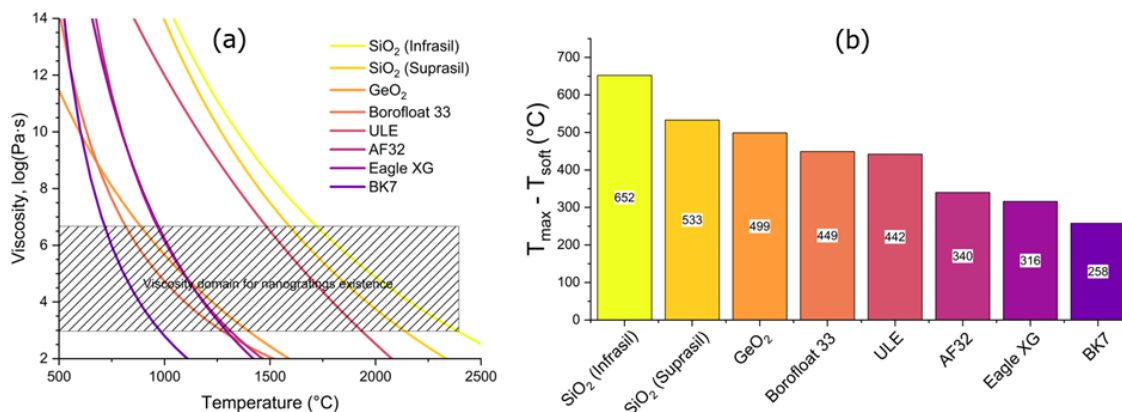 (a)
Viscosity, log(Pa·s)
14
12
10
8
6
4
2
SiO₂ (Infrasil)
SiO₂ (Suprasil)
GeO₂
Borofloat 33
ULE
AF32
Eagle XG
BK7
Viscosity domain for nanogratings existence
500 1000 1500 2000 2500
Temperature (°C)
(b)
Tmax - Tsoft (°C)
700
600
500
400
300
200
100
0
652
533
499
449
442
340
316
258
SiO₂ (Infrasil)
SiO₂ (Suprasil)
GeO₂
Borofloat 33
ULE
AF32
Eagle XG
BK7